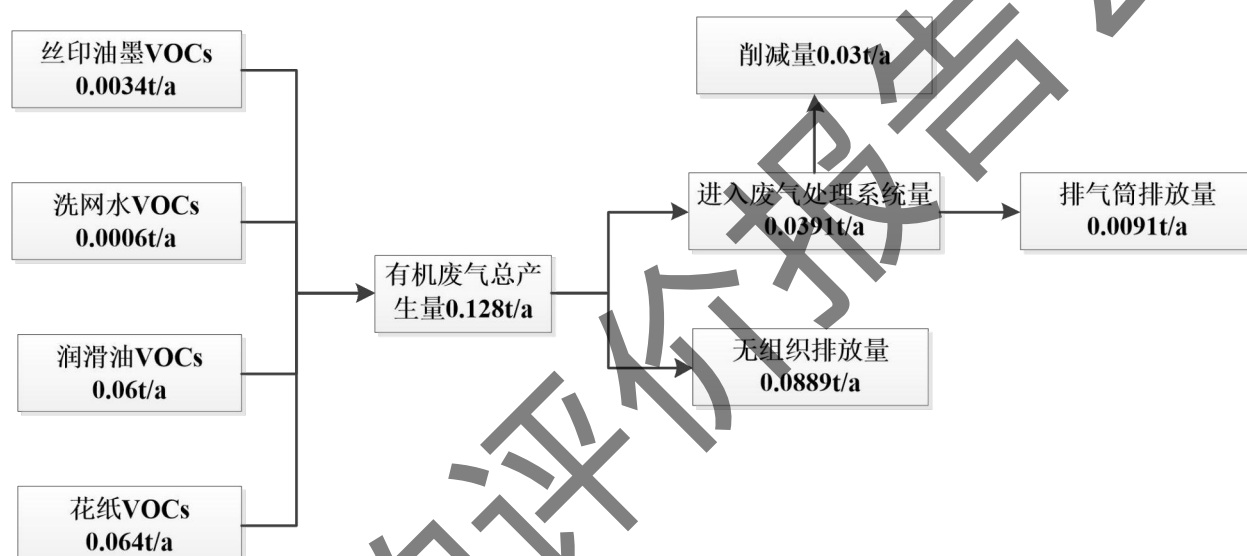 丝印油墨VOCs
0.0034t/a
洗网水VOCs
0.0006t/a
润滑油VOCs
0.06t/a
花纸VOCs
0.064t/a
有机废气总产
生量0.128t/a
削减量0.03t/a
进入废气处理系统量
0.0391t/a
排气筒排放量
0.0091t/a
无组织排放量
0.0889t/a
评价报告